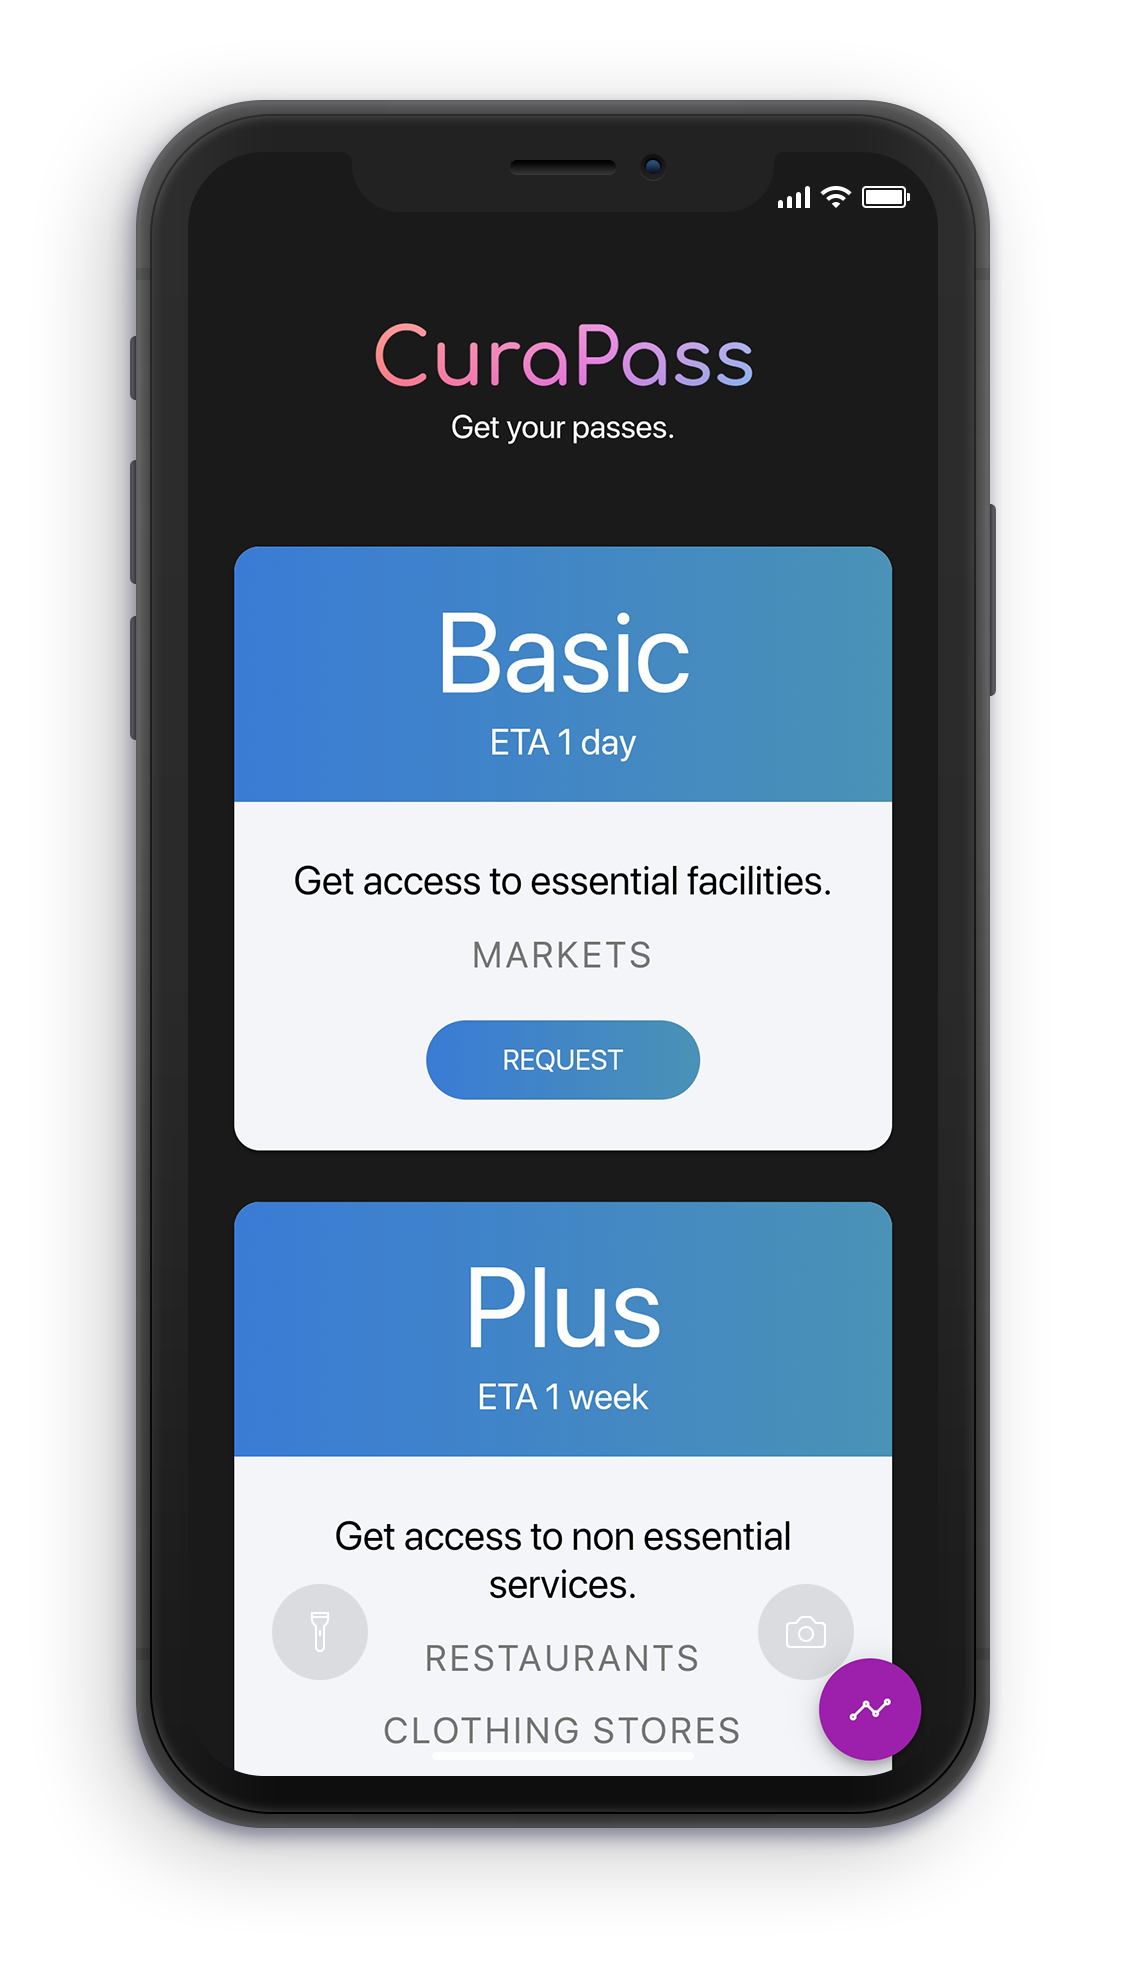 CuraPass
Get your passes.
Basic
ETA 1 day
Get access to essential facilities.
MARKETS
REQUEST
Plus
ETA 1 week
Get access to non essential
services.
RESTAURANTS
CLOTHING STORES